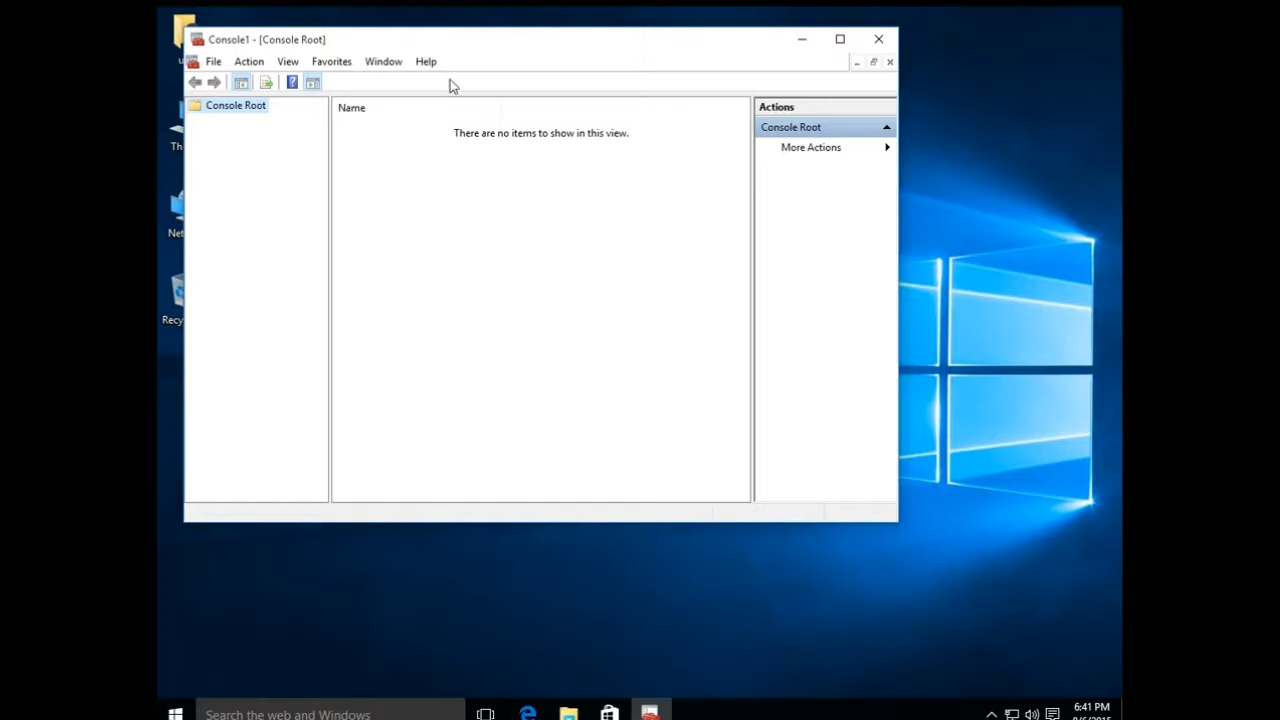 Console1 - [Console Root]
File Action View Favorites Window Help
Console Root
Name
There are no items to show in this view.
Actions
Console Root
More Actions
Th
Net
Recy
Search the web and Windows
6:41 PM